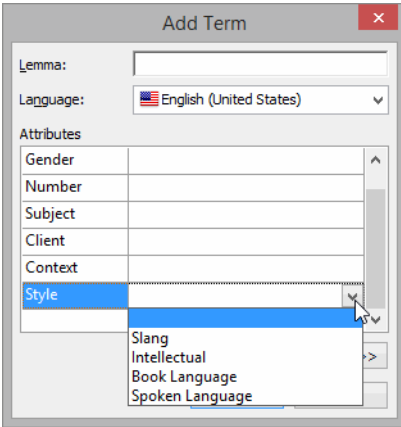 Add Term
Lemma:
Language: English (United States)
Attributes
Gender
Number
Subject
Client
Context
Style
Slang
Intellectual
Book Language
Spoken Language
>>